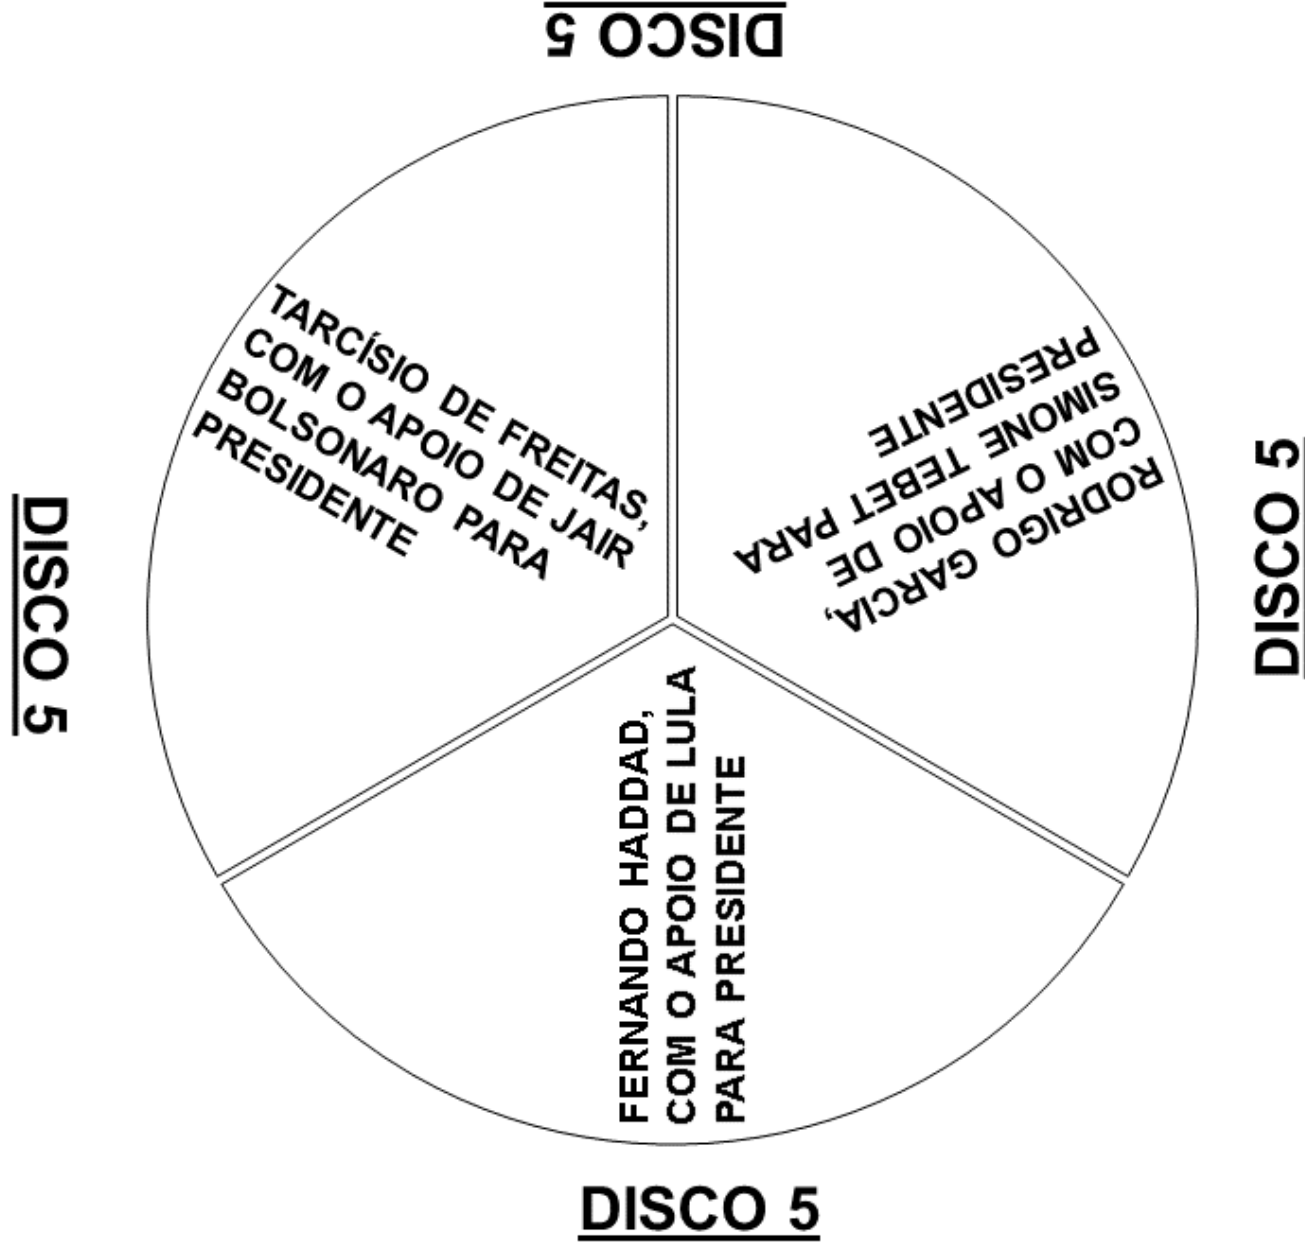 DISCO 5
TARCÍSIO DE FREITAS,
COM O APOIO DE JAIR
BOLSONARO PARA
PRESIDENTE
RODRIGO GARCIA,
COM O APOIO DE
SIMONE TEBET PARA
PRESIDENTE
DISCO 5
DISCO 5
FERNANDO HADDAD,
COM O APOIO DE LULA
PARA PRESIDENTE
DISCO 5